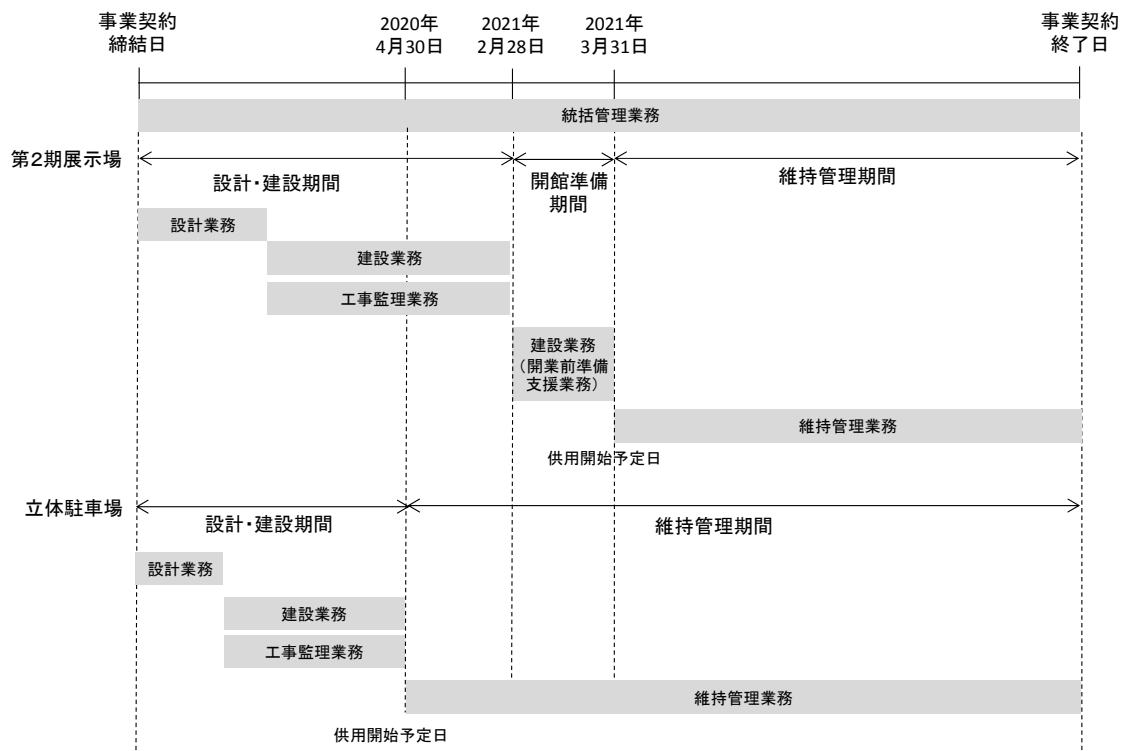 事業契約
締結日
2020年
4月30日
2021年
2月28日
2021年
3月31日
事業契約
終了日
統括管理業務
第2期展示場
設計・建設期間
開館準備
期間
維持管理期間
設計業務
建設業務
工事監理業務
建設業務
（開業前準備
支援業務）
維持管理業務
供用開始予定日
立体駐車場
設計・建設期間
維持管理期間
設計業務
建設業務
工事監理業務
維持管理業務
供用開始予定日